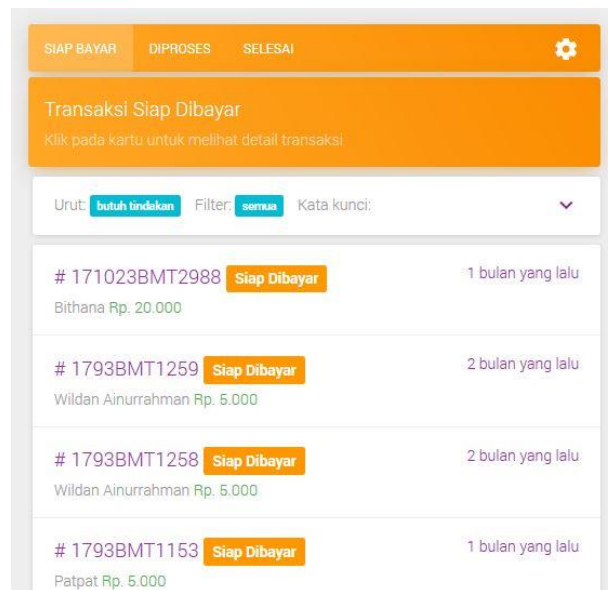 SIAP BAYAR DIPROSES SELESAI
Transaksi Siap Dibayar
Klik pada kartu untuk melihat detail transaksi
Urut: butuh tindakan Filter: semua Kata kunci:
# 171023BMT2988 Siap Dibayar 1 bulan yang lalu
Bithana Rp. 20.000
# 1793BMT1259 Siap Dibayar 2 bulan yang lalu
Wildan Ainurrahman Rp. 5.000
# 1793BMT1258 Siap Dibayar 2 bulan yang lalu
Wildan Ainurrahman Rp. 5.000
# 1793BMT1153 Siap Dibayar 1 bulan yang lalu
Patpat Rp. 5.000